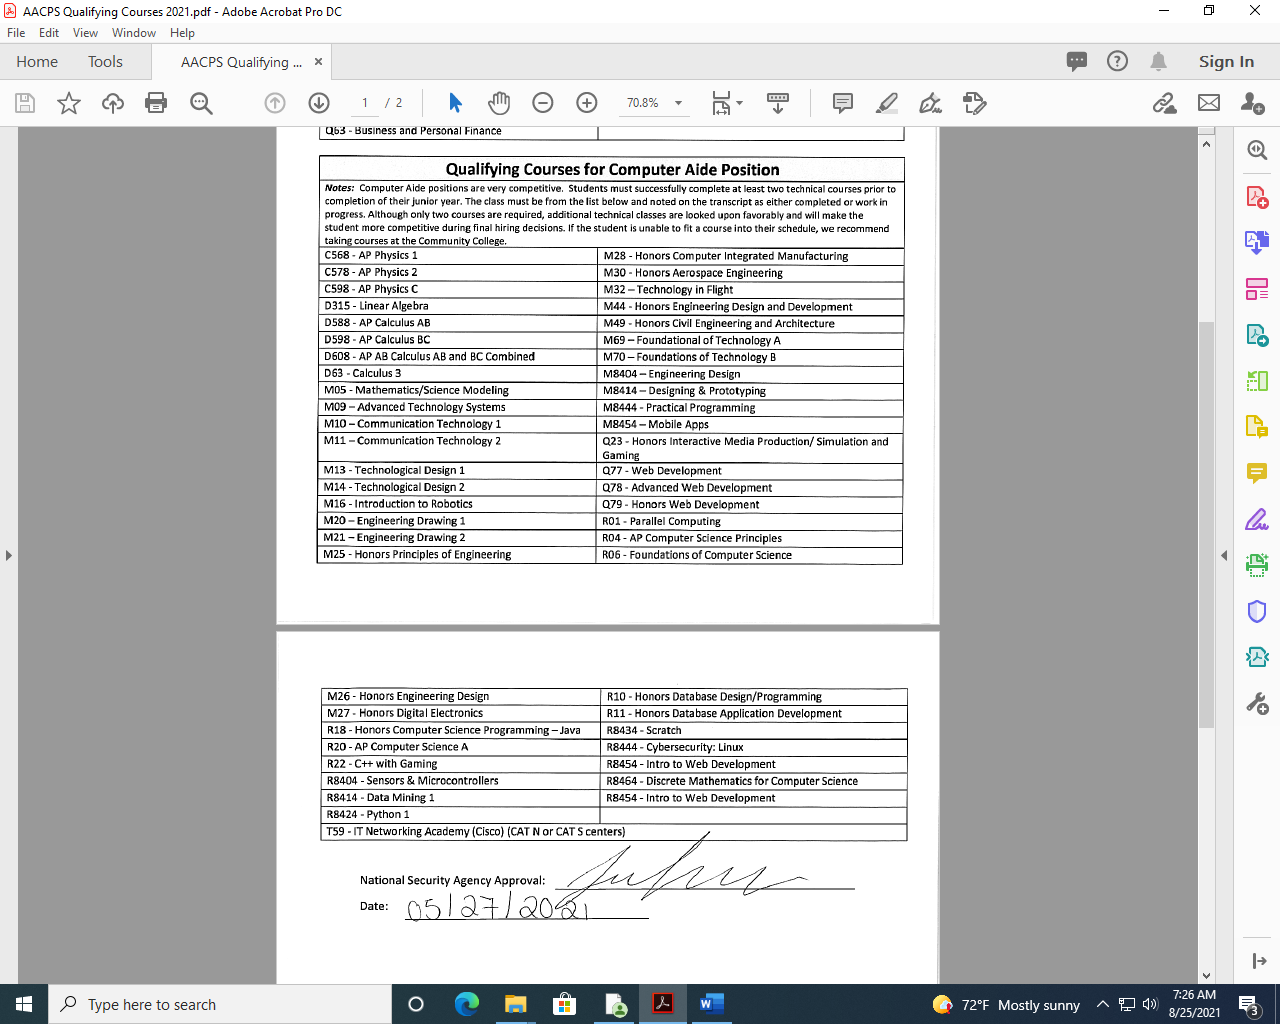 AACPS Qualifying Courses 2021.pdf - Adobe Acrobat Pro DC
File Edit View Window Help
Home Tools AACPS Qualifying ... × Sign In
1 / 2 70.8%
Q63 - Business and Personal Finance
Qualifying Courses for Computer Aide Position
Notes: Computer Aide positions are very competitive. Students must successfully complete at least two technical courses prior to
completion of their junior year. The class must be from the list below and noted on the transcript as either completed or work in
progress. Although only two courses are required, additional technical classes are looked upon favorably and will make the
student more competitive during final hiring decisions. If the student is unable to fit a course into their schedule, we recommend
taking courses at the Community College.
C568 - AP Physics 1 M28 - Honors Computer Integrated Manufacturing
C578 - AP Physics 2 M30 - Honors Aerospace Engineering
C598 - AP Physics C M32 – Technology in Flight
D315 - Linear Algebra M44 - Honors Engineering Design and Development
D588 - AP Calculus AB M49 - Honors Civil Engineering and Architecture
D598 - AP Calculus BC M69 – Foundational of Technology A
D608 - AP AB Calculus AB and BC Combined M70 – Foundations of Technology B
D63 - Calculus 3 M8404 – Engineering Design
M05 - Mathematics/Science Modeling M8414 – Designing & Prototyping
M09 – Advanced Technology Systems M8444 - Practical Programming
M10 – Communication Technology 1 M8454 – Mobile Apps
M11 – Communication Technology 2 Q23 - Honors Interactive Media Production/ Simulation and
Gaming
M13 - Technological Design 1 Q77 - Web Development
M14 - Technological Design 2 Q78 - Advanced Web Development
M16 - Introduction to Robotics Q79 - Honors Web Development
M20 – Engineering Drawing 1 R01 - Parallel Computing
M21 – Engineering Drawing 2 R04 - AP Computer Science Principles
M25 - Honors Principles of Engineering R06 - Foundations of Computer Science
M26 - Honors Engineering Design R10 - Honors Database Design/Programming
M27 - Honors Digital Electronics R11 - Honors Database Application Development
R18 - Honors Computer Science Programming – Java R8434 - Scratch
R20 - AP Computer Science A R8444 - Cybersecurity: Linux
R22 - C++ with Gaming R8454 - Intro to Web Development
R8404 - Sensors & Microcontrollers R8464 - Discrete Mathematics for Computer Science
R8414 - Data Mining 1 R8454 - Intro to Web Development
R8424 - Python 1
T59 - IT Networking Academy (Cisco) (CAT N or CAT S centers)
National Security Agency Approval:
Date: 05/27/2021
Type here to search 72°F Mostly sunny 7:26 AM
8/25/2021 3